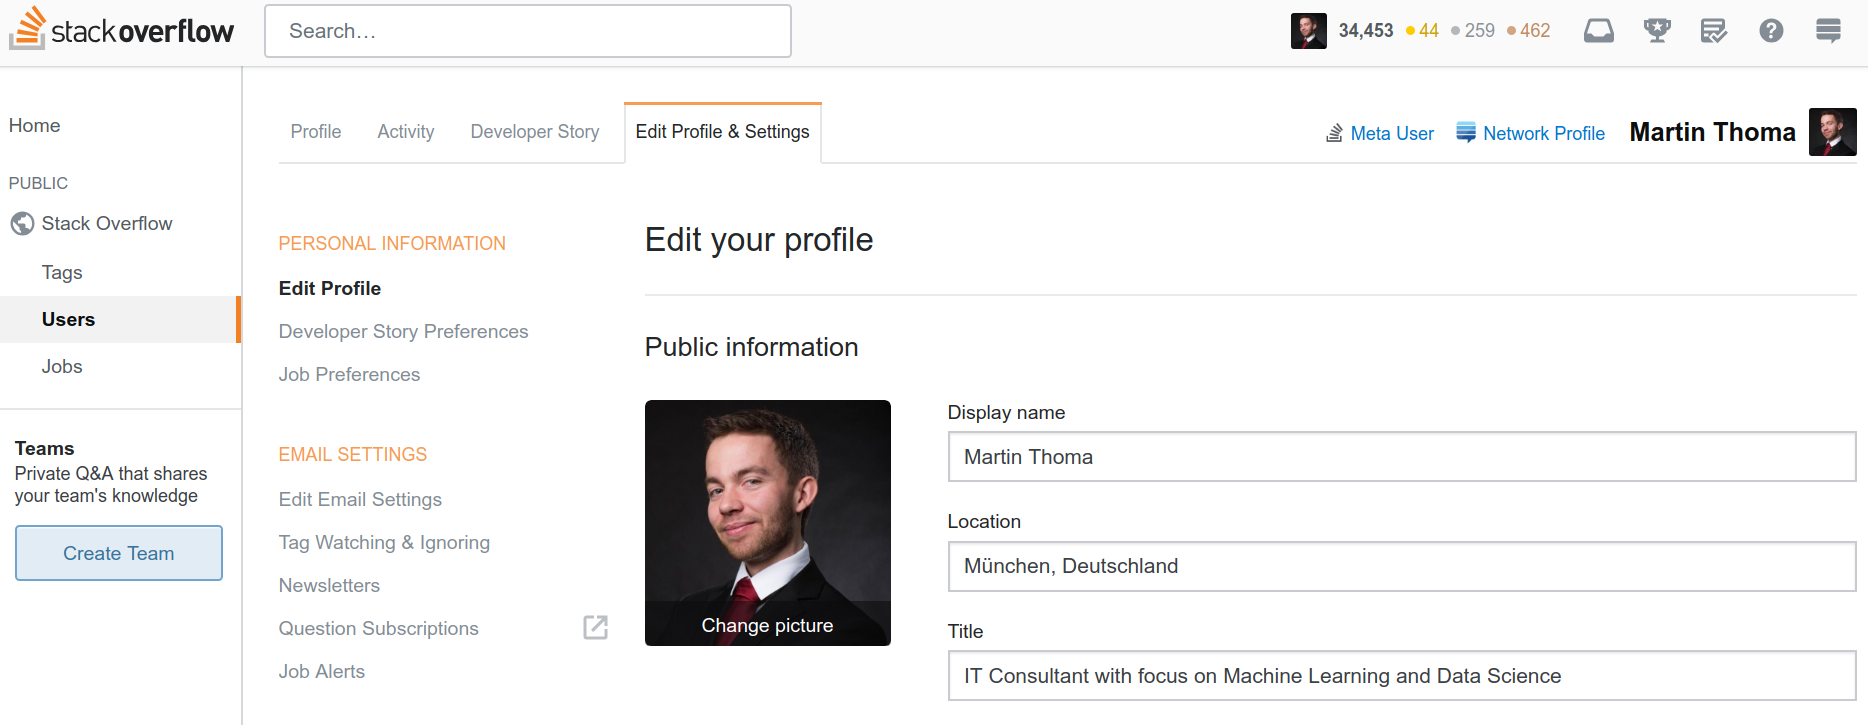 stack overflow
Search…
34,453 44 259 462
Home
PUBLIC
Stack Overflow
Tags
Users
Jobs
Teams
Private Q&A that shares
your team's knowledge
Create Team
Profile Activity Developer Story Edit Profile & Settings
Meta User Network Profile Martin Thoma
PERSONAL INFORMATION
Edit Profile
Developer Story Preferences
Job Preferences
EMAIL SETTINGS
Edit Email Settings
Tag Watching & Ignoring
Newsletters
Question Subscriptions
Job Alerts
Edit your profile
Public information
Change picture
Display name
Martin Thoma
Location
München, Deutschland
Title
IT Consultant with focus on Machine Learning and Data Science